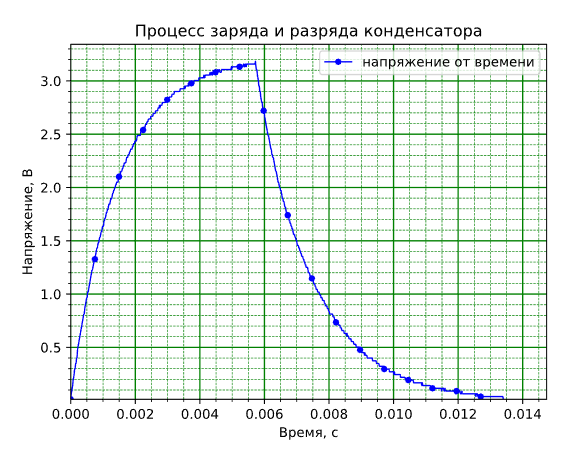 Процесс заряда и разряда конденсатора
напряжение от времени
Напряжение, В
3.0
2.5
2.0
1.5
1.0
0.5
0.000 0.002 0.004 0.006 0.008 0.010 0.012 0.014
Время, с